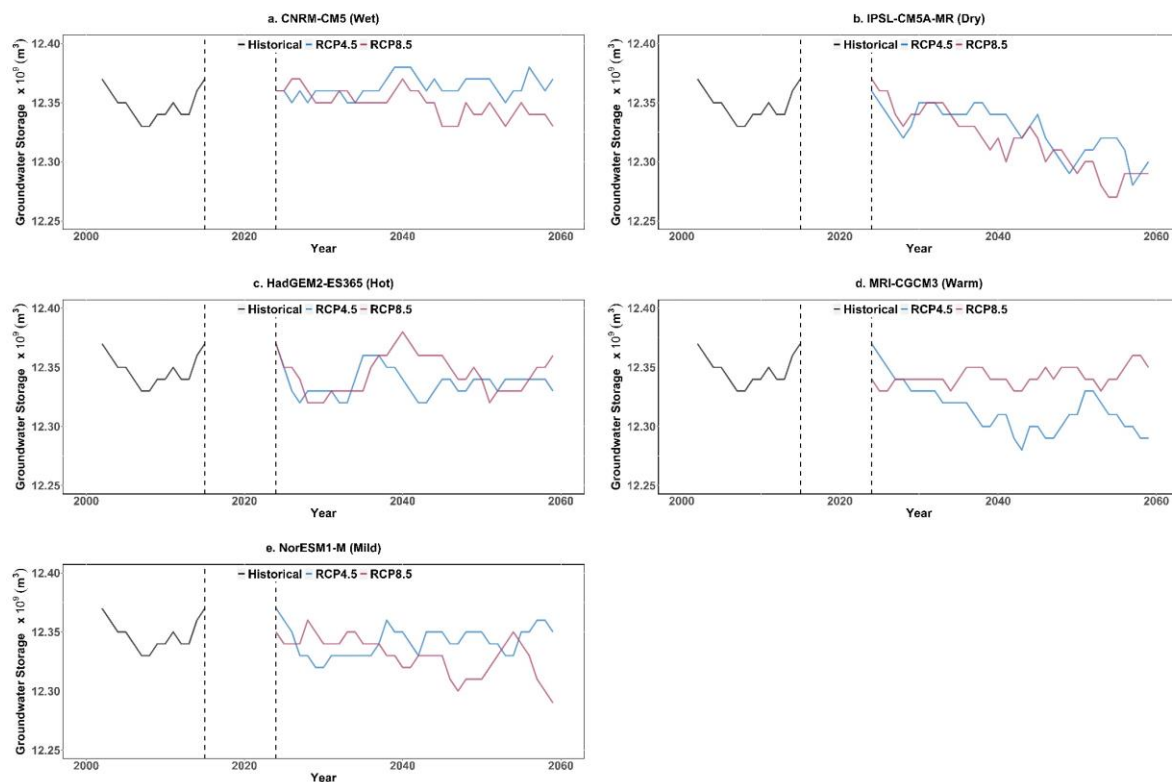 a. CNRM-CM5 (Wet)
Historical RCP4.5 RCP8.5
Groundwater Storage x 10⁹ (m³)
12.40
12.35
12.30
12.25
2000 2020 2040 2060
Year
b. IPSL-CM5A-MR (Dry)
Historical RCP4.5 RCP8.5
Groundwater Storage x 10⁹ (m³)
12.40
12.35
12.30
12.25
2000 2020 2040 2060
Year
c. HadGEM2-ES365 (Hot)
Historical RCP4.5 RCP8.5
Groundwater Storage x 10⁹ (m³)
12.40
12.35
12.30
12.25
2000 2020 2040 2060
Year
d. MRI-CGCM3 (Warm)
Historical RCP4.5 RCP8.5
Groundwater Storage x 10⁹ (m³)
12.40
12.35
12.30
12.25
2000 2020 2040 2060
Year
e. NorESM1-M (Mild)
Historical RCP4.5 RCP8.5
Groundwater Storage x 10⁹ (m³)
12.40
12.35
12.30
12.25
2000 2020 2040 2060
Year